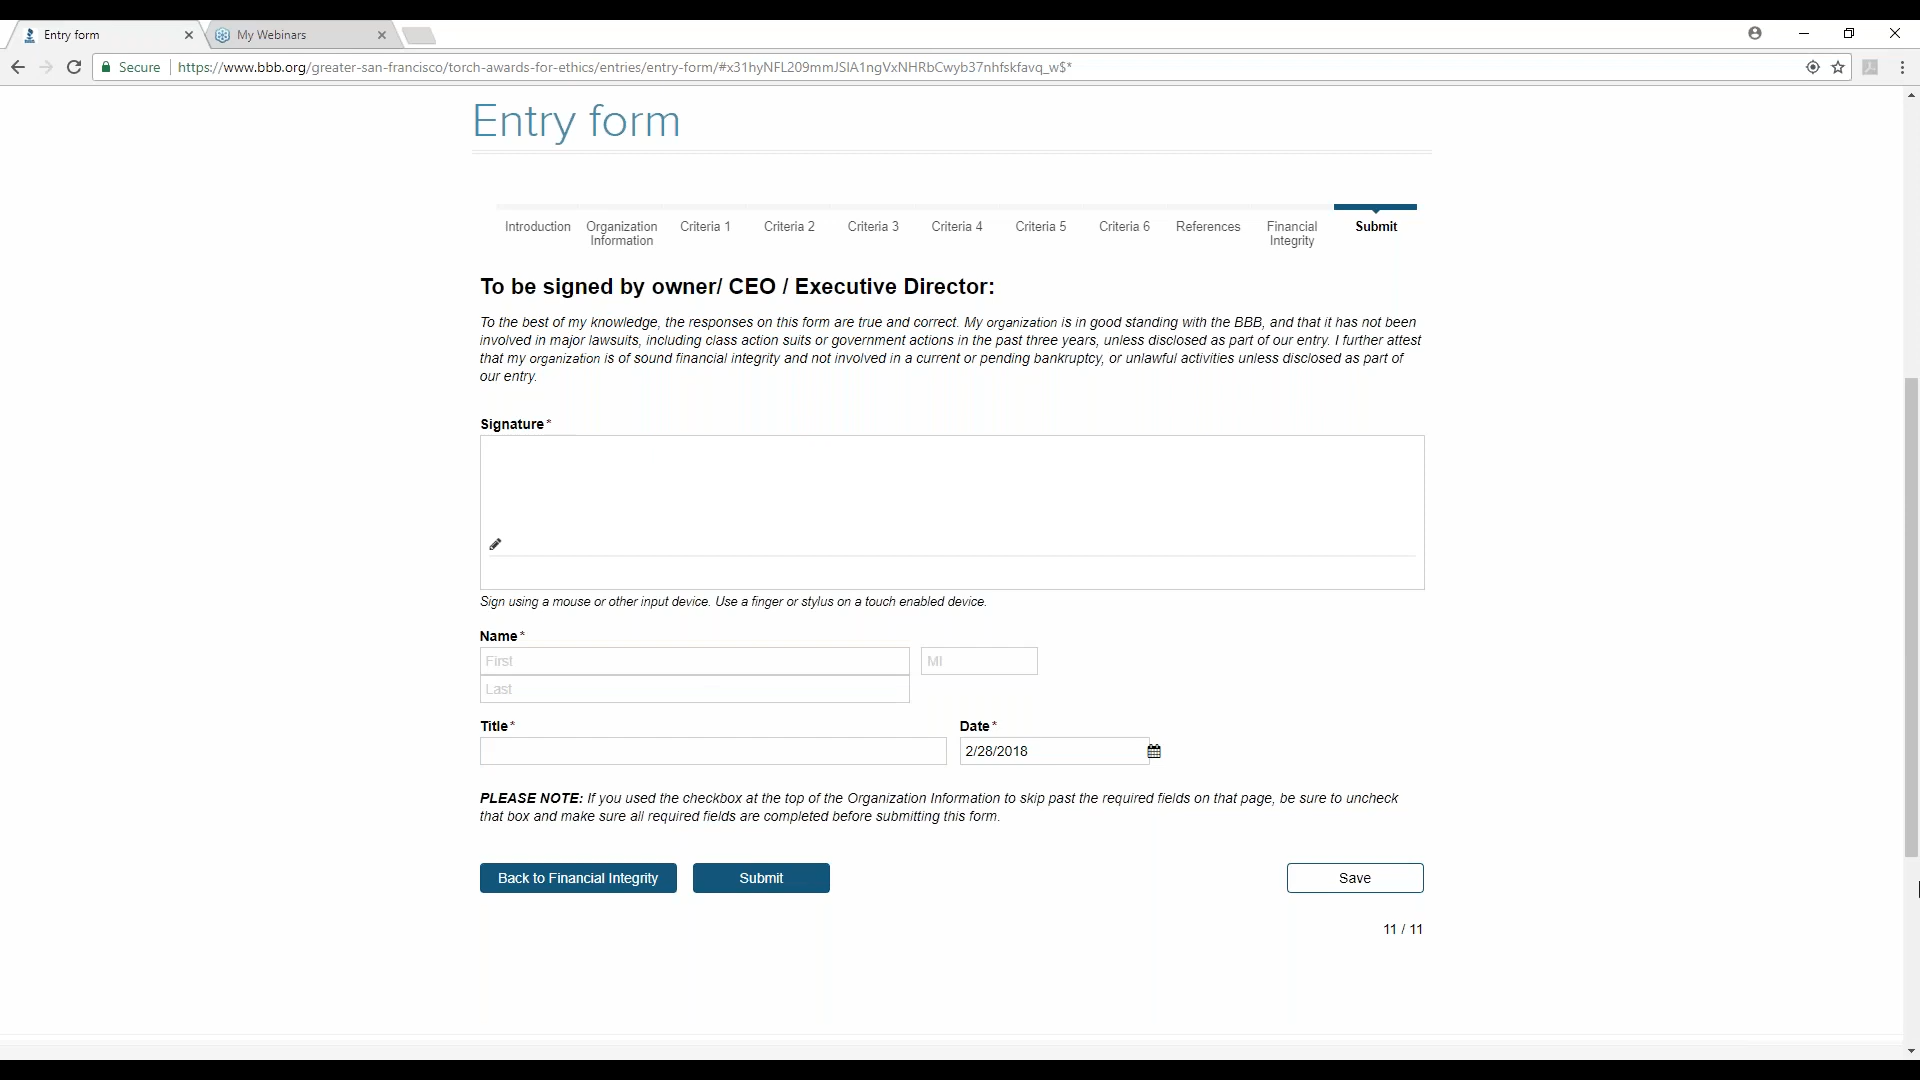 Entry form
My Webinars
Secure
https://www.bbb.org/greater-san-francisco/torch-awards-for-ethics/entries/entry-form/#x31hyNFL209mmJSIA1ngVxNHRbCwyb37nhfskfavq_w$*
Entry form
Introduction
Organization
Information
Criteria 1
Criteria 2
Criteria 3
Criteria 4
Criteria 5
Criteria 6
References
Financial
Integrity
Submit
To be signed by owner/ CEO / Executive Director:
To the best of my knowledge, the responses on this form are true and correct. My organization is in good standing with the BBB, and that it has not been
involved in major lawsuits, including class action suits or government actions in the past three years, unless disclosed as part of our entry. I further attest
that my organization is of sound financial integrity and not involved in a current or pending bankruptcy, or unlawful activities unless disclosed as part of
our entry.
Signature*
Sign using a mouse or other input device. Use a finger or stylus on a touch enabled device.
Name*
First
MI
Last
Title*
Date*
2/28/2018
PLEASE NOTE: If you used the checkbox at the top of the Organization Information to skip past the required fields on that page, be sure to uncheck
that box and make sure all required fields are completed before submitting this form.
Back to Financial Integrity
Submit
Save
11 / 11